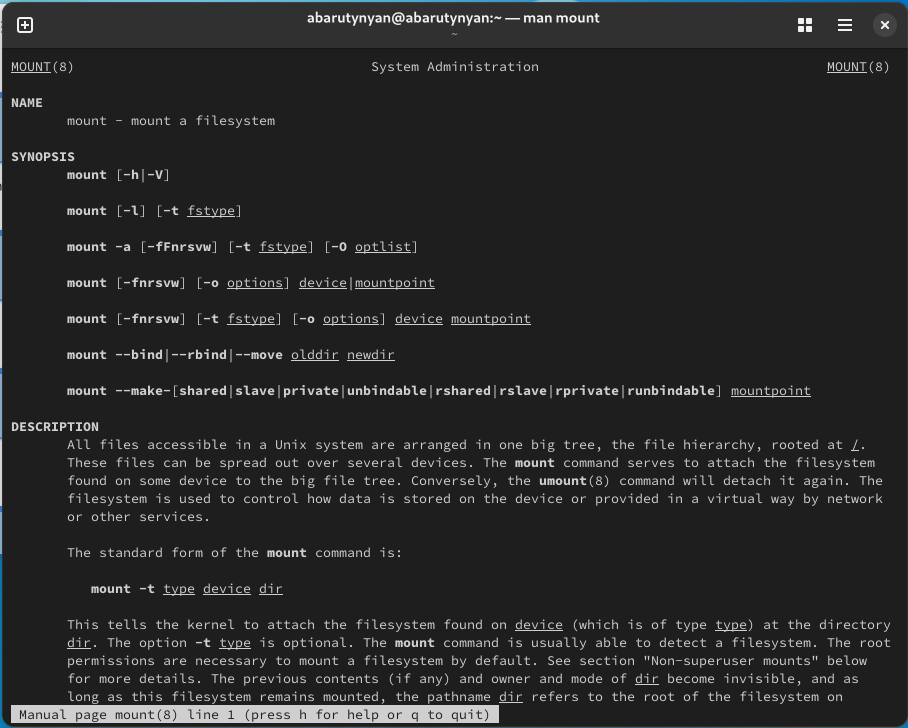 abarutynyan@abarutynyan:~ — man mount
~
MOUNT(8) System Administration MOUNT(8)
NAME
mount - mount a filesystem
SYNOPSIS
mount [-h|-V]
mount [-l] [-t fstype]
mount -a [-fFnrsvw] [-t fstype] [-O optlist]
mount [-fnrsvw] [-o options] device|mountpoint
mount [-fnrsvw] [-t fstype] [-o options] device mountpoint
mount --bind|--rbind|--move olddir newdir
mount --make-[shared|slave|private|unbindable|rshared|rslave|rprivate|runbindable] mountpoint
DESCRIPTION
All files accessible in a Unix system are arranged in one big tree, the file hierarchy, rooted at /.
These files can be spread out over several devices. The mount command serves to attach the filesystem
found on some device to the big file tree. Conversely, the umount(8) command will detach it again. The
filesystem is used to control how data is stored on the device or provided in a virtual way by network
or other services.
The standard form of the mount command is:
mount -t type device dir
This tells the kernel to attach the filesystem found on device (which is of type type) at the directory
dir. The option -t type is optional. The mount command is usually able to detect a filesystem. The root
permissions are necessary to mount a filesystem by default. See section "Non-superuser mounts" below
for more details. The previous contents (if any) and owner and mode of dir become invisible, and as
long as this filesystem remains mounted, the pathname dir refers to the root of the filesystem on
Manual page mount(8) line 1 (press h for help or q to quit)